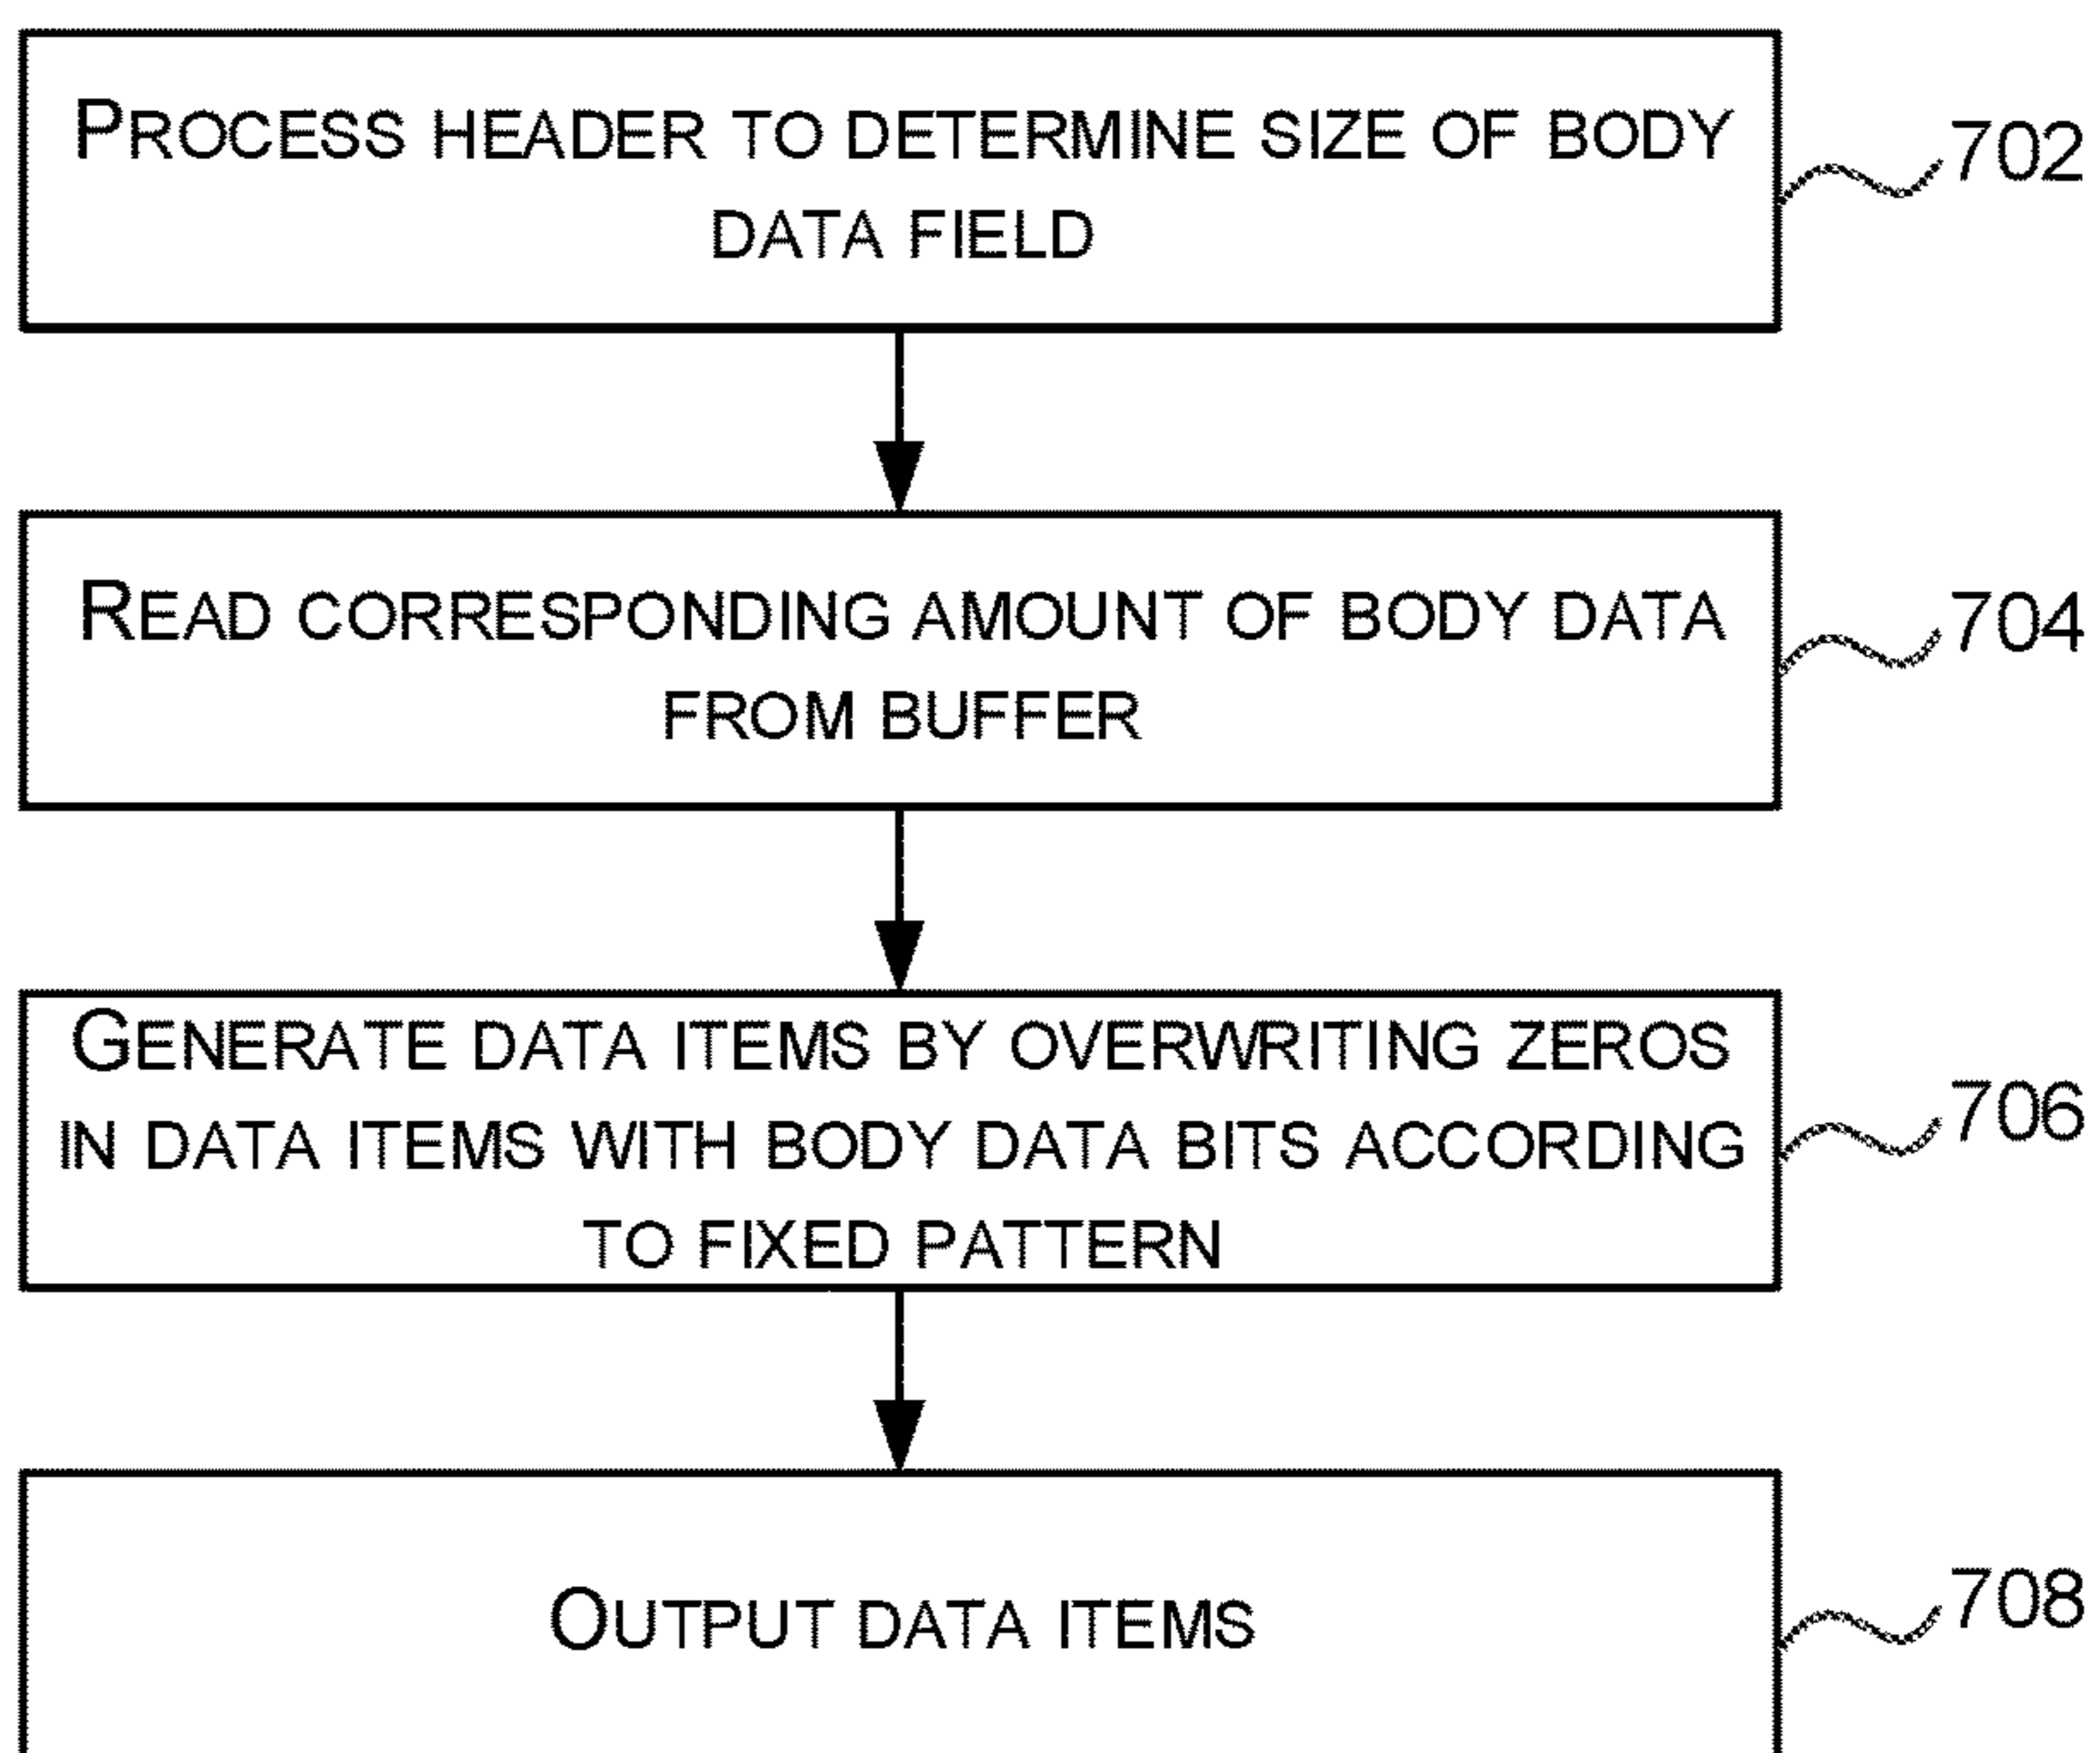 PROCESS HEADER TO DETERMINE SIZE OF BODY
DATA FIELD
702
READ CORRESPONDING AMOUNT OF BODY DATA
FROM BUFFER
704
GENERATE DATA ITEMS BY OVERWRITING ZEROS
IN DATA ITEMS WITH BODY DATA BITS ACCORDING
TO FIXED PATTERN
706
OUTPUT DATA ITEMS
708